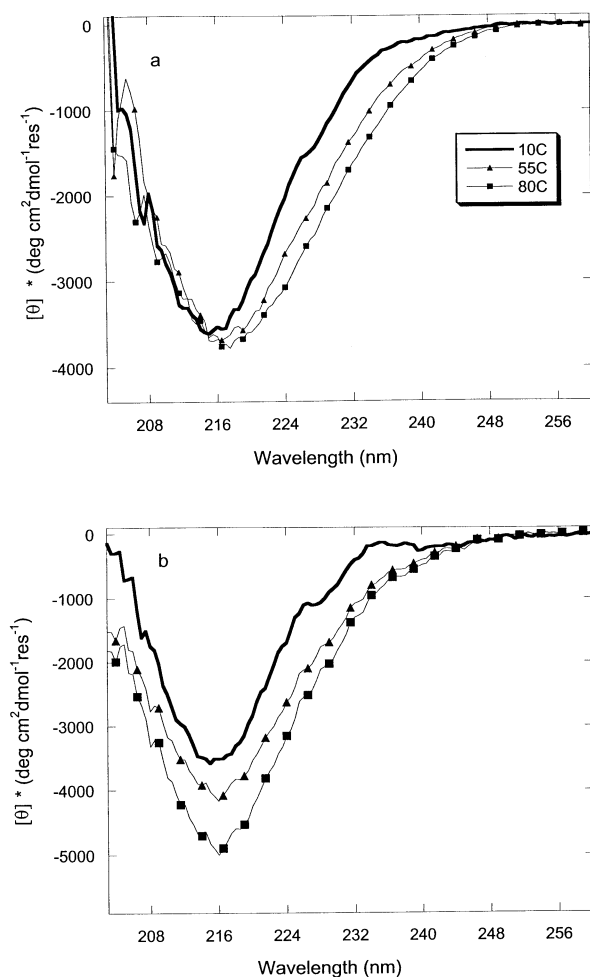 a
[θ] * (deg cm²dmol⁻¹res⁻¹)
0
-1000
-2000
-3000
-4000
10C
55C
80C
208 216 224 232 240 248 256
Wavelength (nm)
b
[θ] * (deg cm²dmol⁻¹res⁻¹)
0
-1000
-2000
-3000
-4000
-5000
208 216 224 232 240 248 256
Wavelength (nm)